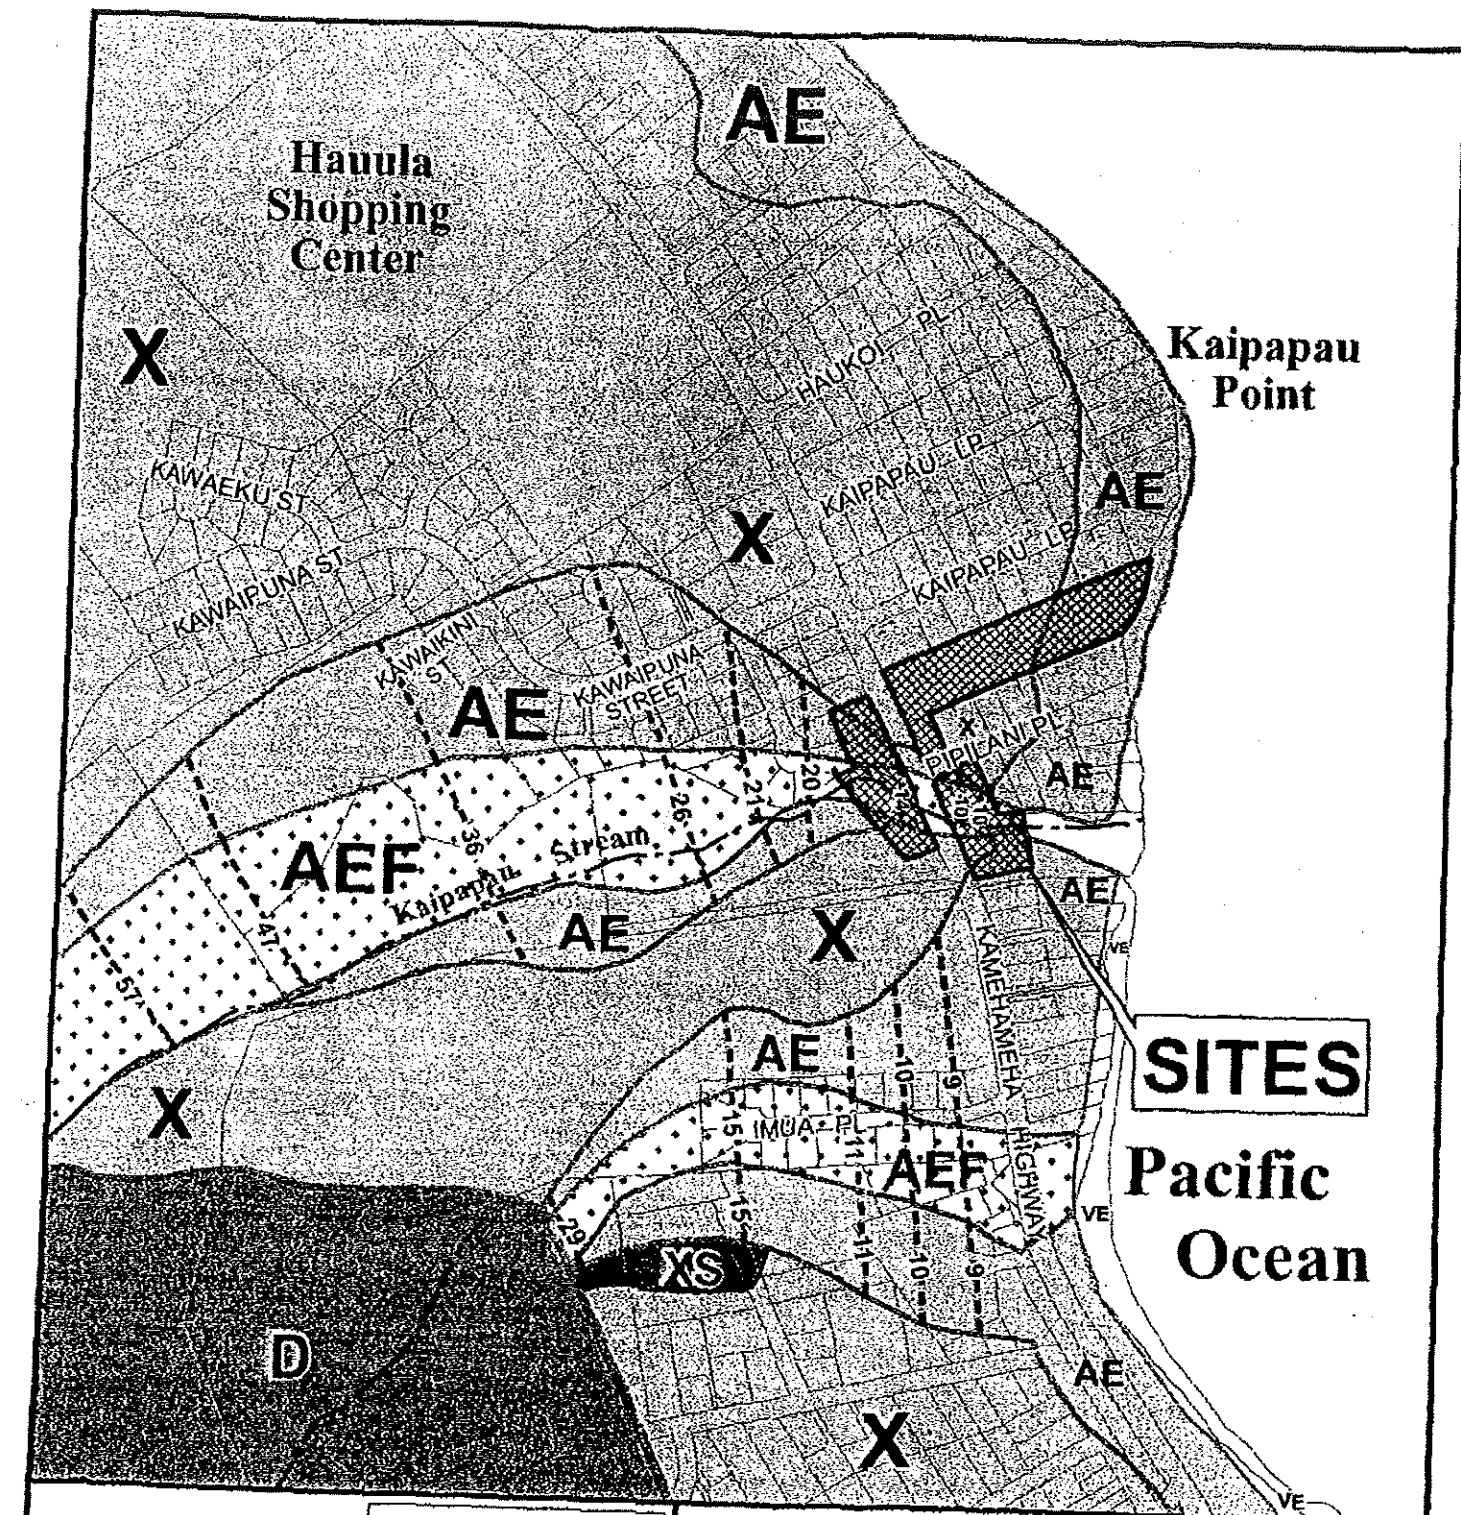 AE
Hauula
Shopping
Center
X
Kaipapau
Point
HAUKOI PL
KAIPAPAU LP
AE
KAWAEKU ST
X
KAIPAPAU LP
KAWAIPUNA ST
KAWAIKINI
ST
KAWAIPUNA
STREET
AE
X
PIPILANI PL
AE
20
21
26
36
14
10
10
AEF
Kaipapau Stream
AE
47
57
X
AE
VE
KAMEHAMEHA HIGHWAY
SITES
AE
10
9
X
15
IMUA PL
11
AEF
Pacific
Ocean
VE
29
15
11
10
9
XS
D
AE
X
VE